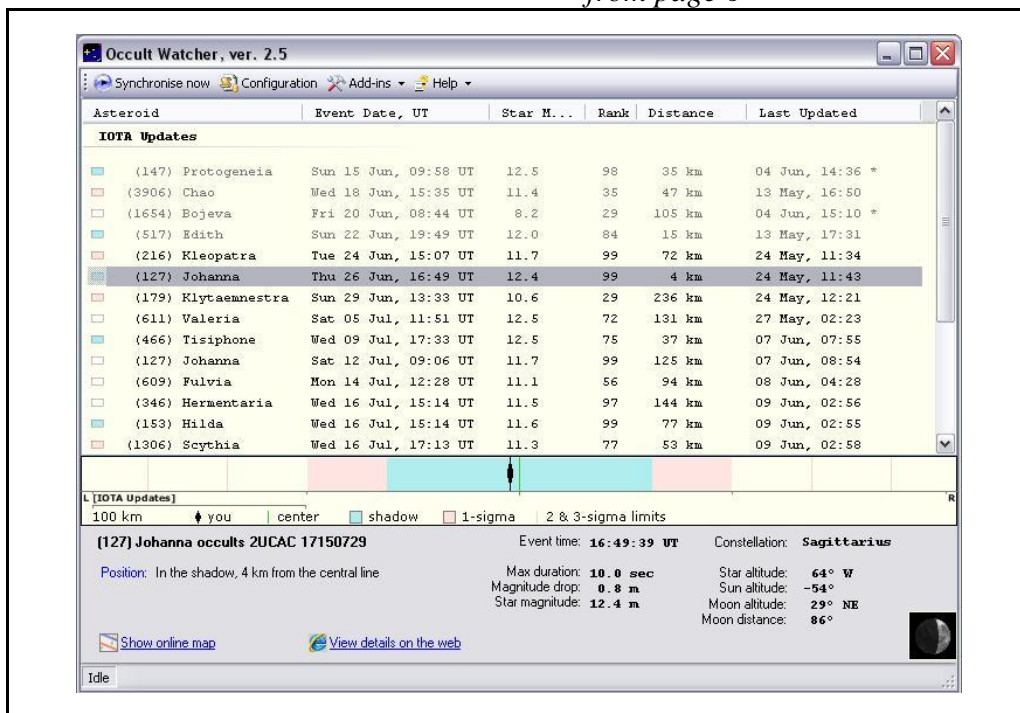 from page
Occult Watcher, ver. 2.5
Synchronise now Configuration Add-ins Help
Asteroid Event Date, UT Star M... Rank Distance Last Updated
IOTA Updates
(147) Protogeneia Sun 15 Jun, 09:58 UT 12.5 98 35 km 04 Jun, 14:36 *
(3906) Chao Wed 18 Jun, 15:35 UT 11.4 35 47 km 13 May, 16:50
(1654) Bojeva Fri 20 Jun, 08:44 UT 8.2 29 105 km 04 Jun, 15:10 *
(517) Edith Sun 22 Jun, 19:49 UT 12.0 84 15 km 13 May, 17:31
(216) Kleopatra Tue 24 Jun, 15:07 UT 11.7 99 72 km 24 May, 11:34
(127) Johanna Thu 26 Jun, 16:49 UT 12.4 99 4 km 24 May, 11:43
(179) Klytaemnestra Sun 29 Jun, 13:33 UT 10.6 29 236 km 24 May, 12:21
(611) Valeria Sat 05 Jul, 11:51 UT 12.5 72 131 km 27 May, 02:23
(466) Tisiphone Wed 09 Jul, 17:33 UT 12.5 75 37 km 07 Jun, 07:55
(127) Johanna Sat 12 Jul, 09:06 UT 11.7 99 125 km 07 Jun, 08:54
(609) Fulvia Mon 14 Jul, 12:28 UT 11.1 56 94 km 08 Jun, 04:28
(346) Hermentaria Wed 16 Jul, 15:14 UT 11.5 97 144 km 09 Jun, 02:56
(153) Hilda Wed 16 Jul, 15:14 UT 11.6 99 77 km 09 Jun, 02:55
(1306) Scythia Wed 16 Jul, 17:13 UT 11.3 77 53 km 09 Jun, 02:58
L [IOTA Updates] R
100 km you center shadow 1-sigma 2 & 3-sigma limits
(127) Johanna occults 2UCAC 17150729 Event time: 16:49:39 UT Constellation: Sagittarius
Position: In the shadow, 4 km from the central line Max duration: 10.0 sec Star altitude: 64° W
Magnitude drop: 0.8 m Sun altitude: -54°
Star magnitude: 12.4 m Moon altitude: 29° NE
Moon distance: 86°
Show online map View details on the web
Idle